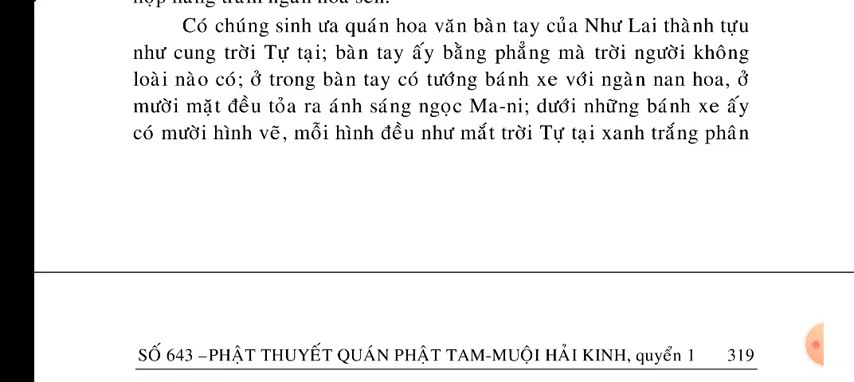 Có chúng sinh ưa quán hoa văn bàn tay của Như Lai thành tựu
như cung trời Tự tại; bàn tay ấy bằng phẳng mà trời người không
loài nào có; ở trong bàn tay có tướng bánh xe với ngàn nan hoa, ở
mười mặt đều tỏa ra ánh sáng ngọc Ma-ni; dưới những bánh xe ấy
có mười hình vẽ, mỗi hình đều như mắt trời Tự tại xanh trắng phân
SỐ 643 –PHẬT THUYẾT QUÁN PHẬT TAM-MUỘI HẢI KINH, quyển 1 319